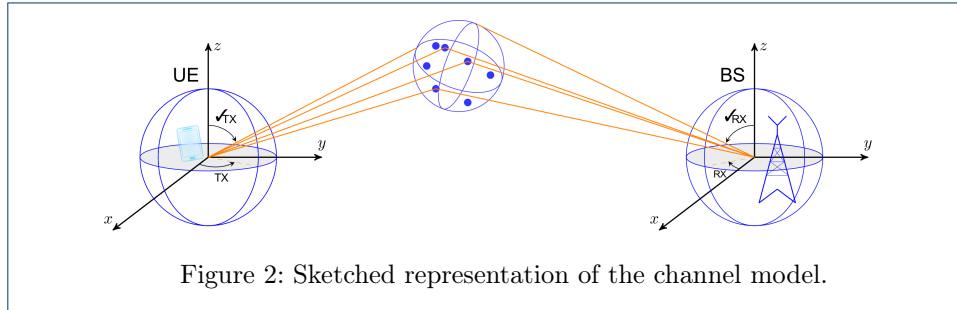 z z
UE BS
✓TX ✓RX
y y
TX RX
x x
Figure 2: Sketched representation of the channel model.